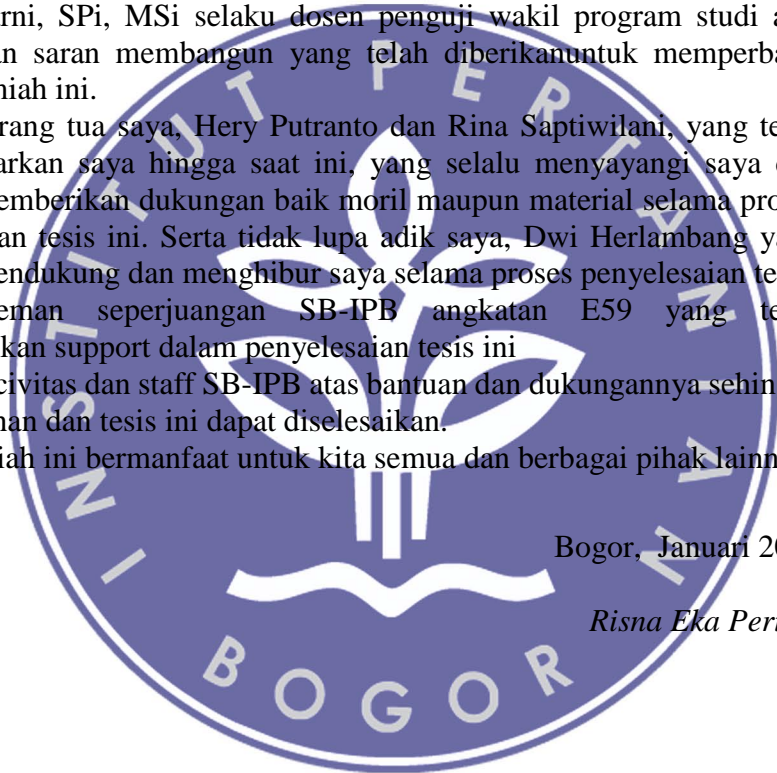 arni, SPi, MSi selaku dosen penguji wakil program studi a
an saran membangun yang telah diberikanuntuk memperba
niah ini.
rang tua saya, Hery Putranto dan Rina Saptiwilani, yang te
arkan saya hingga saat ini, yang selalu menyayangi saya
emberikan dukungan baik moril maupun material selama pro
an tesis ini. Serta tidak lupa adik saya, Dwi Herlambang ya
endukung dan menghibur saya selama proses penyelesaian te
eman seperjuangan SB-IPB angkatan E59 yang te
kan support dalam penyelesaian tesis ini
civitas dan staff SB-IPB atas bantuan dan dukungannya sehin
nan dan tesis ini dapat diselesaikan.
iah ini bermanfaat untuk kita semua dan berbagai pihak lainn
Bogor, Januari 20
Risna Eka Per
INSTITUT PERTANIAN
BOGOR